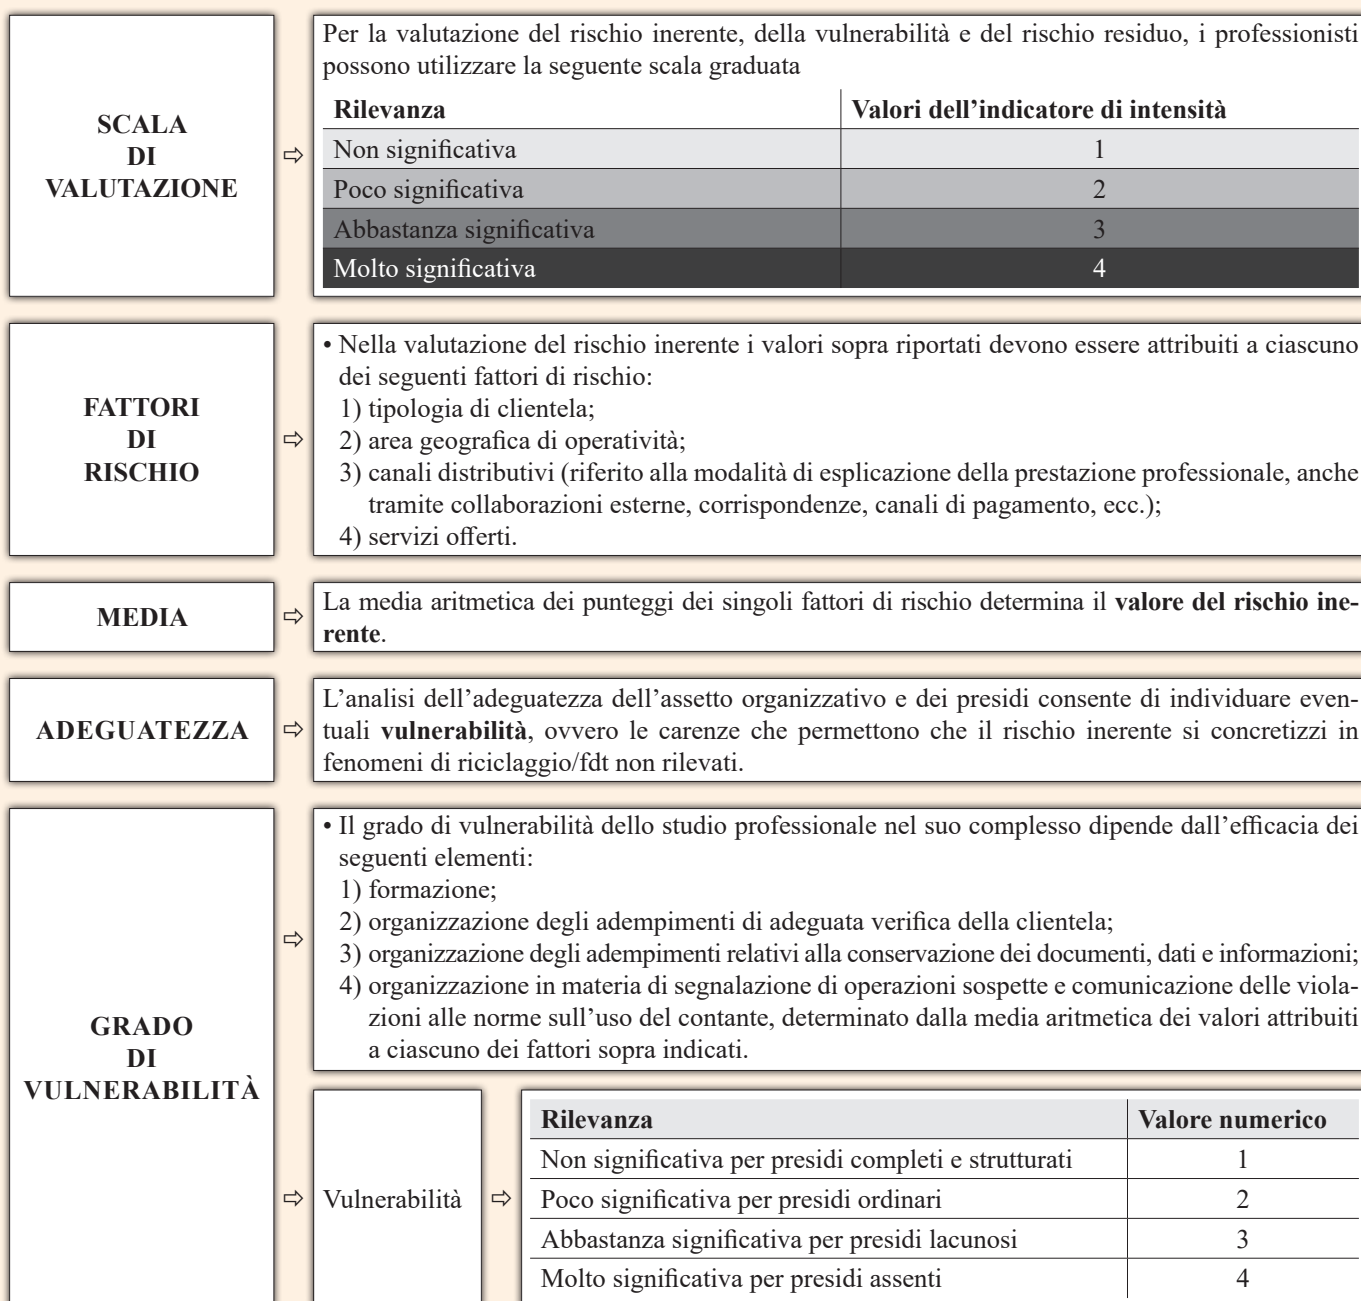 SCALA
DI
VALUTAZIONE
⇨
Per la valutazione del rischio inerente, della vulnerabilità e del rischio residuo, i professionisti
possono utilizzare la seguente scala graduata
Rilevanza Valori dell’indicatore di intensità
Non significativa 1
Poco significativa 2
Abbastanza significativa 3
Molto significativa 4
FATTORI
DI
RISCHIO
⇨
• Nella valutazione del rischio inerente i valori sopra riportati devono essere attribuiti a ciascuno
dei seguenti fattori di rischio:
1) tipologia di clientela;
2) area geografica di operatività;
3) canali distributivi (riferito alla modalità di esplicazione della prestazione professionale, anche
tramite collaborazioni esterne, corrispondenze, canali di pagamento, ecc.);
4) servizi offerti.
MEDIA
⇨
La media aritmetica dei punteggi dei singoli fattori di rischio determina il valore del rischio ine-
rente.
ADEGUATEZZA
⇨
L’analisi dell’adeguatezza dell’assetto organizzativo e dei presidi consente di individuare even-
tuali vulnerabilità, ovvero le carenze che permettono che il rischio inerente si concretizzi in
fenomeni di riciclaggio/fdt non rilevati.
GRADO
DI
VULNERABILITÀ
⇨
• Il grado di vulnerabilità dello studio professionale nel suo complesso dipende dall’efficacia dei
seguenti elementi:
1) formazione;
2) organizzazione degli adempimenti di adeguata verifica della clientela;
3) organizzazione degli adempimenti relativi alla conservazione dei documenti, dati e informazioni;
4) organizzazione in materia di segnalazione di operazioni sospette e comunicazione delle viola-
zioni alle norme sull’uso del contante, determinato dalla media aritmetica dei valori attribuiti
a ciascuno dei fattori sopra indicati.
⇨
Vulnerabilità
⇨
Rilevanza Valore numerico
Non significativa per presidi completi e strutturati 1
Poco significativa per presidi ordinari 2
Abbastanza significativa per presidi lacunosi 3
Molto significativa per presidi assenti 4